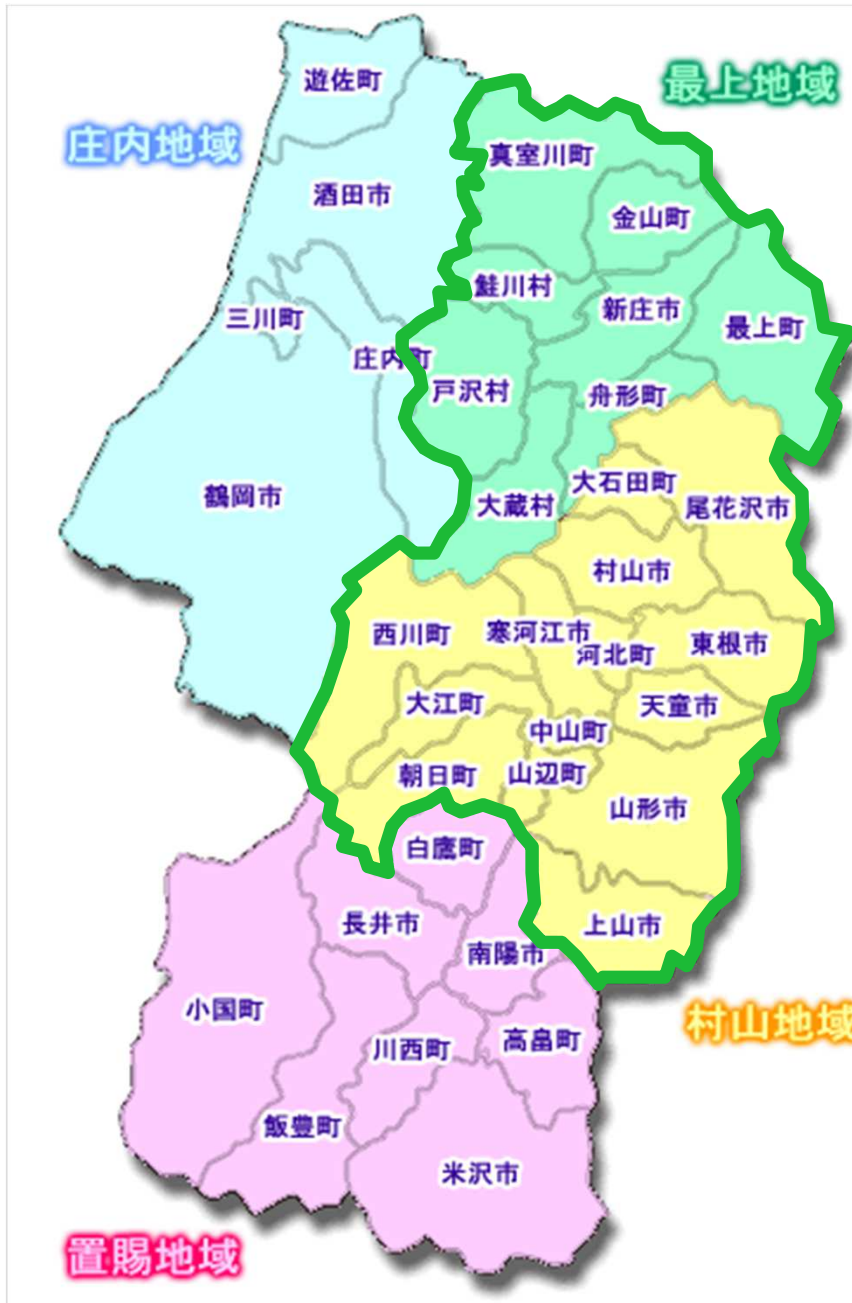 最上地域
遊佐町
庄内地域
真室川町
酒田市
金山町
鮭川村
新庄市
三川町
最上町
庄内町
戸沢村
舟形町
鶴岡市
大石田町
大蔵村
尾花沢市
村山市
西川町
寒河江市
河北町
東根市
大江町
天童市
中山町
朝日町
山辺町
山形市
白鷹町
長井市
上山市
南陽市
小国町
村山地域
川西町
高畠町
飯豊町
米沢市
置賜地域